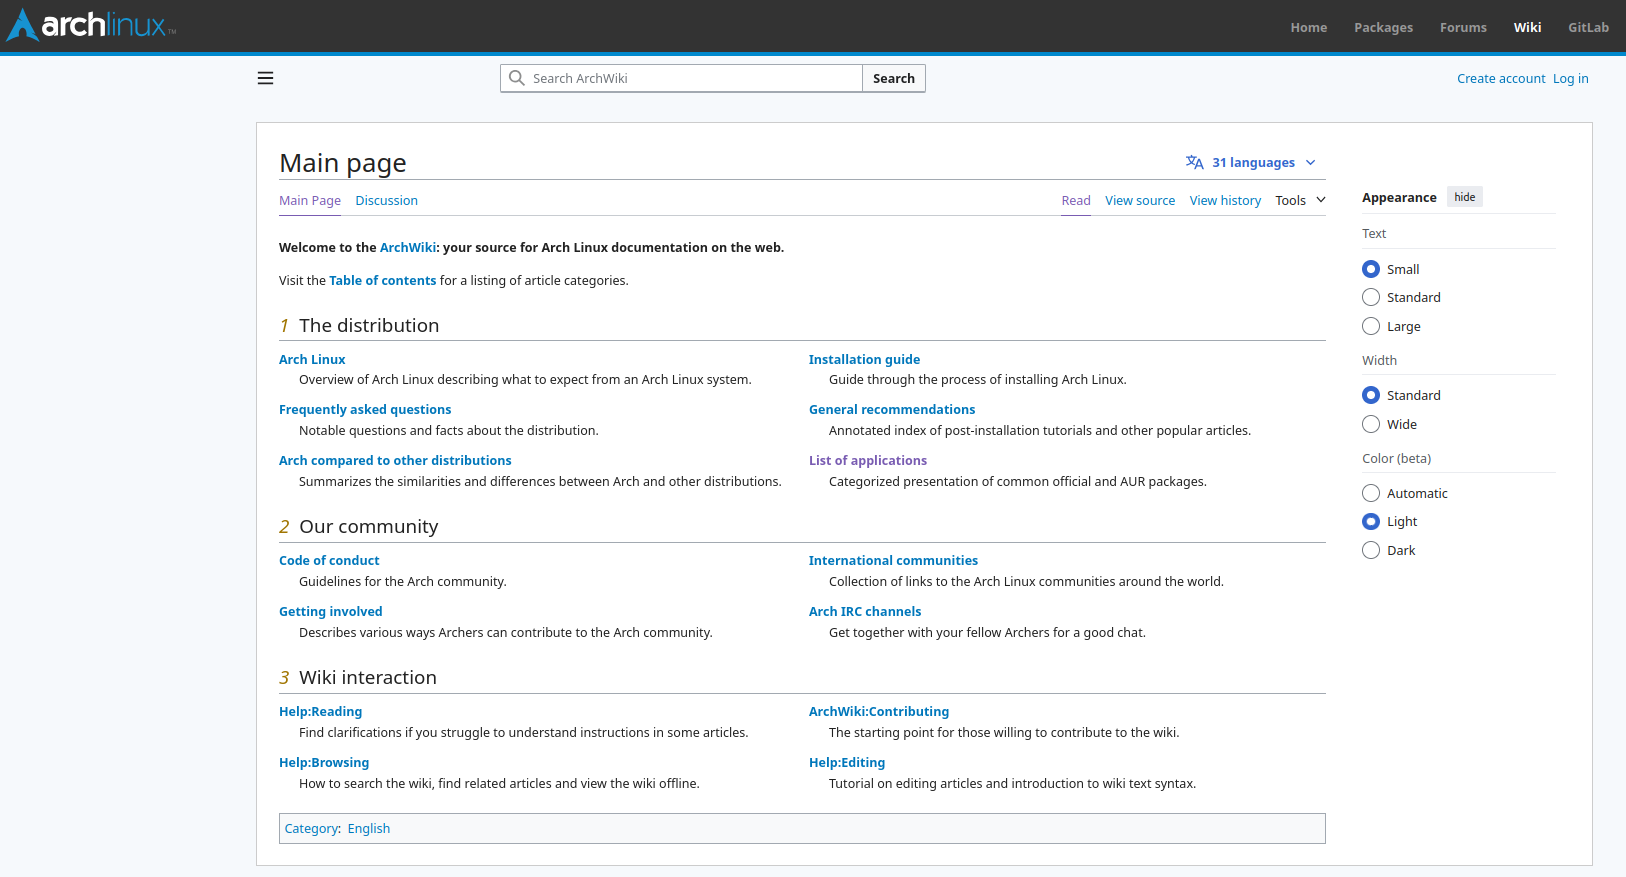 archlinux™
Home Packages Forums Wiki GitLab
Search ArchWiki Search
Create account Log in
Main page
31 languages
Main Page Discussion
Read View source View history Tools
Welcome to the ArchWiki: your source for Arch Linux documentation on the web.
Visit the Table of contents for a listing of article categories.
1 The distribution
Arch Linux
Overview of Arch Linux describing what to expect from an Arch Linux system.
Frequently asked questions
Notable questions and facts about the distribution.
Arch compared to other distributions
Summarizes the similarities and differences between Arch and other distributions.
Installation guide
Guide through the process of installing Arch Linux.
General recommendations
Annotated index of post-installation tutorials and other popular articles.
List of applications
Categorized presentation of common official and AUR packages.
2 Our community
Code of conduct
Guidelines for the Arch community.
Getting involved
Describes various ways Archers can contribute to the Arch community.
International communities
Collection of links to the Arch Linux communities around the world.
Arch IRC channels
Get together with your fellow Archers for a good chat.
3 Wiki interaction
Help:Reading
Find clarifications if you struggle to understand instructions in some articles.
Help:Browsing
How to search the wiki, find related articles and view the wiki offline.
ArchWiki:Contributing
The starting point for those willing to contribute to the wiki.
Help:Editing
Tutorial on editing articles and introduction to wiki text syntax.
Category: English
Appearance hide
Text
Small
Standard
Large
Width
Standard
Wide
Color (beta)
Automatic
Light
Dark